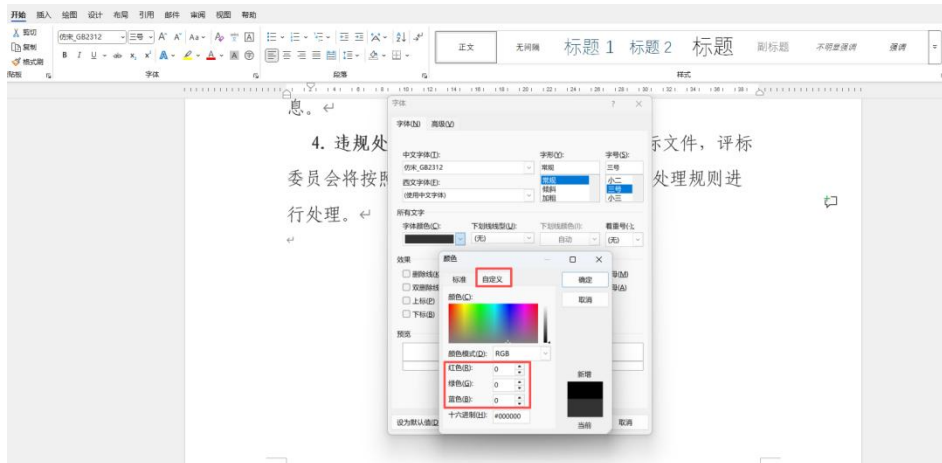 开始 插入 绘图 设计 布局 引用 邮件 审阅 视图 帮助
剪切 仿宋_GB2312 三号
复制
格式刷
字体 段落 样式
正文 无间隔 标题 1 标题 2 标题 副标题 不明显强调 强调
息。
4. 违规处
示文件，评标
委员会将按照
处理规则进
行处理。
字体
字体(N) 高级(V)
中文字体(T): 字形(Y): 字号(S):
仿宋_GB2312 常规 三号
西文字体(F): 常规 小二
(使用中文字体) 倾斜 三号
加粗 小三
所有文字
字体颜色(C): 下划线线型(U): 下划线颜色(I): 着重号(·):
(无) 自动 (无)
效果
删除线(K)
双删除线
上标(P)
下标(B)
预览
设为默认值(D) 取消
颜色
标准 自定义 确定
颜色(C): 取消
颜色模式(D): RGB
红色(R): 0 新增
绿色(G): 0
蓝色(B): 0
十六进制(H): #000000 当前